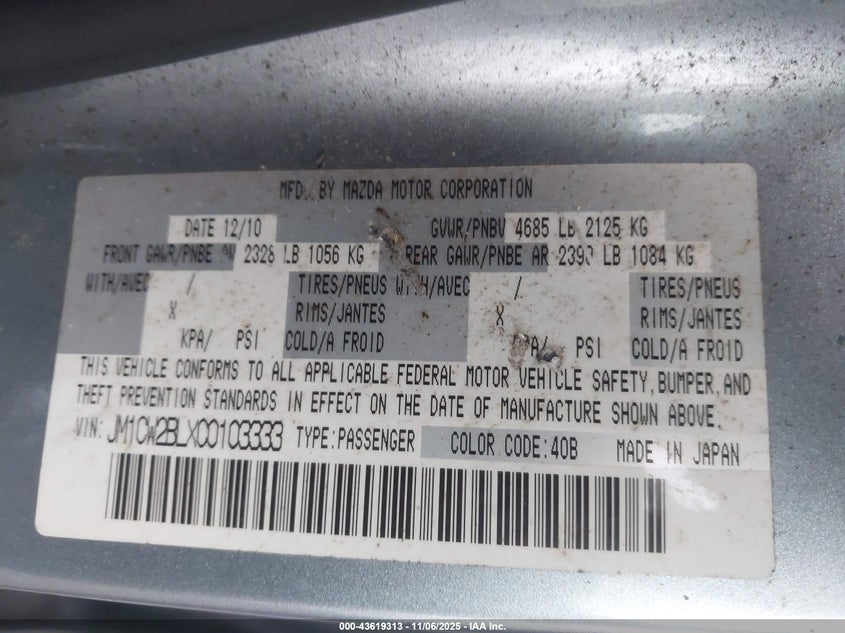 MFD. BY MAZDA MOTOR CORPORATION
DATE 12/10 GVWR/PNBV 4685 LB 2125 KG
FRONT GAWR/PNBE AV 2328 LB 1056 KG REAR GAWR/PNBE AR 2390 LB 1084 KG
WITH/AVEC / TIRES/PNEUS WITH/AVEC / TIRES/PNEUS
X RIMS/JANTES X RIMS/JANTES
KPA/ PSI COLD/A FROID KPA/ PSI COLD/A FROID
THIS VEHICLE CONFORMS TO ALL APPLICABLE FEDERAL MOTOR VEHICLE SAFETY, BUMPER, AND
THEFT PREVENTION STANDARDS IN EFFECT ON THE DATE OF MANUFACTURE SHOWN ABOVE.
VIN: JM1CW2BLXC0103333 TYPE: PASSENGER COLOR CODE: 40B MADE IN JAPAN
000-43619313 - 11/06/2025 - IAA Inc.